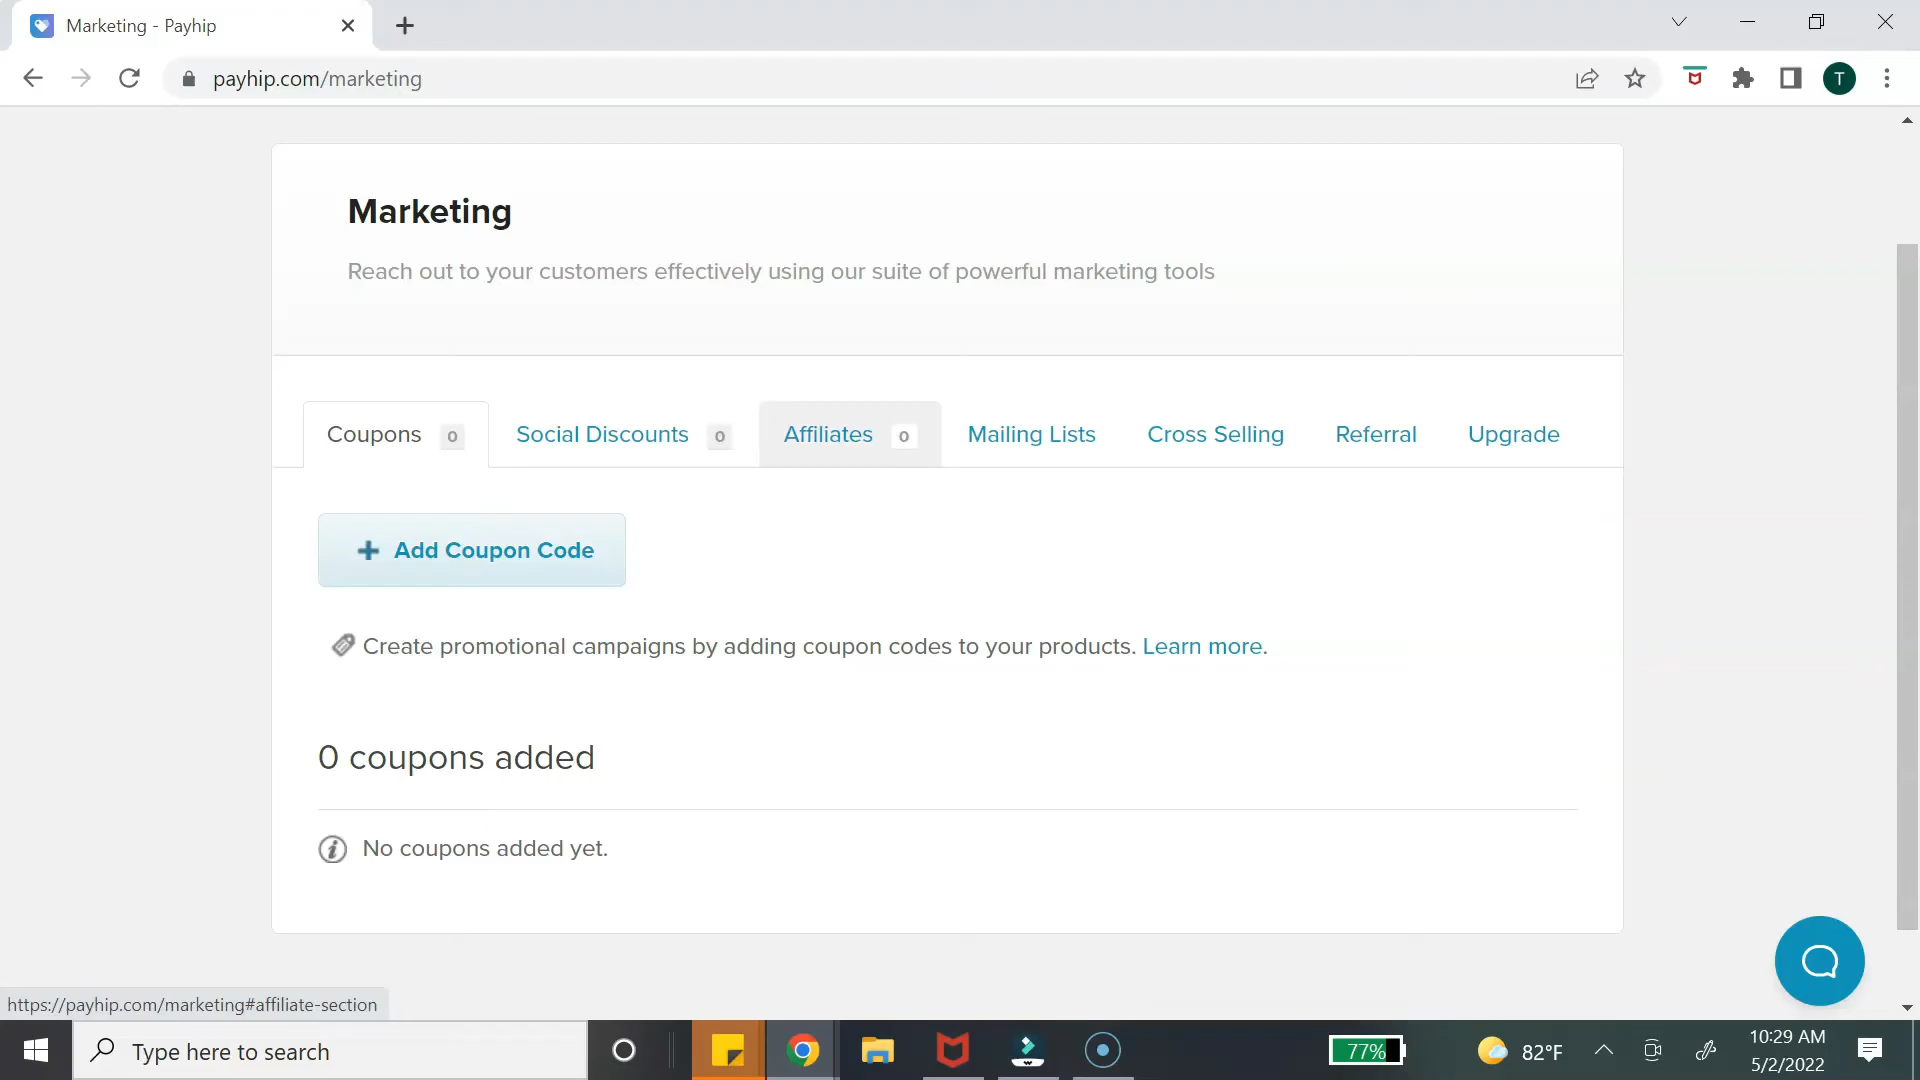 Marketing - Payhip
payhip.com/marketing
T
Marketing
Reach out to your customers effectively using our suite of powerful marketing tools
Coupons 0 Social Discounts 0 Affiliates 0 Mailing Lists Cross Selling Referral Upgrade
+ Add Coupon Code
Create promotional campaigns by adding coupon codes to your products. Learn more.
0 coupons added
i No coupons added yet.
https://payhip.com/marketing#affiliate-section
Type here to search
77%
82°F
10:29 AM
5/2/2022